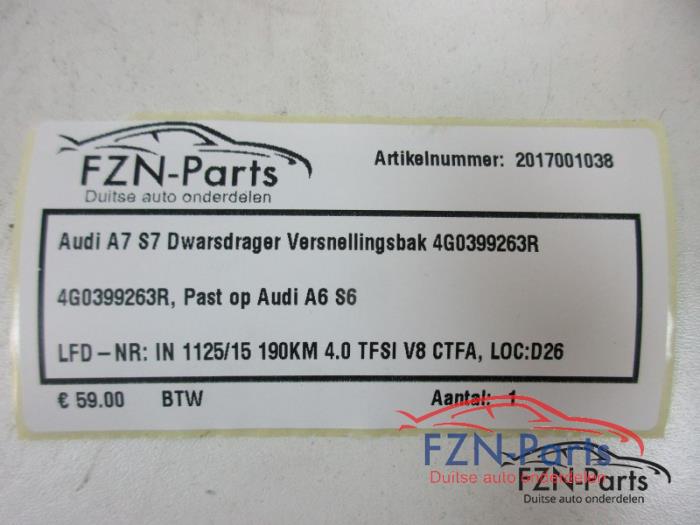 FZN-Parts
Duitse auto onderdelen
Artikelnummer: 2017001038
Audi A7 S7 Dwarsdrager Versnellingsbak 4G0399263R
4G0399263R, Past op Audi A6 S6
LFD-NR: IN 1125/15 190KM 4.0 TFSI V8 CTFA, LOC:D26
€ 59.00 BTW Aantal: 1
FZN-Parts
Duitse auto onderdelen
FZN-Parts
Duitse auto onderdelen